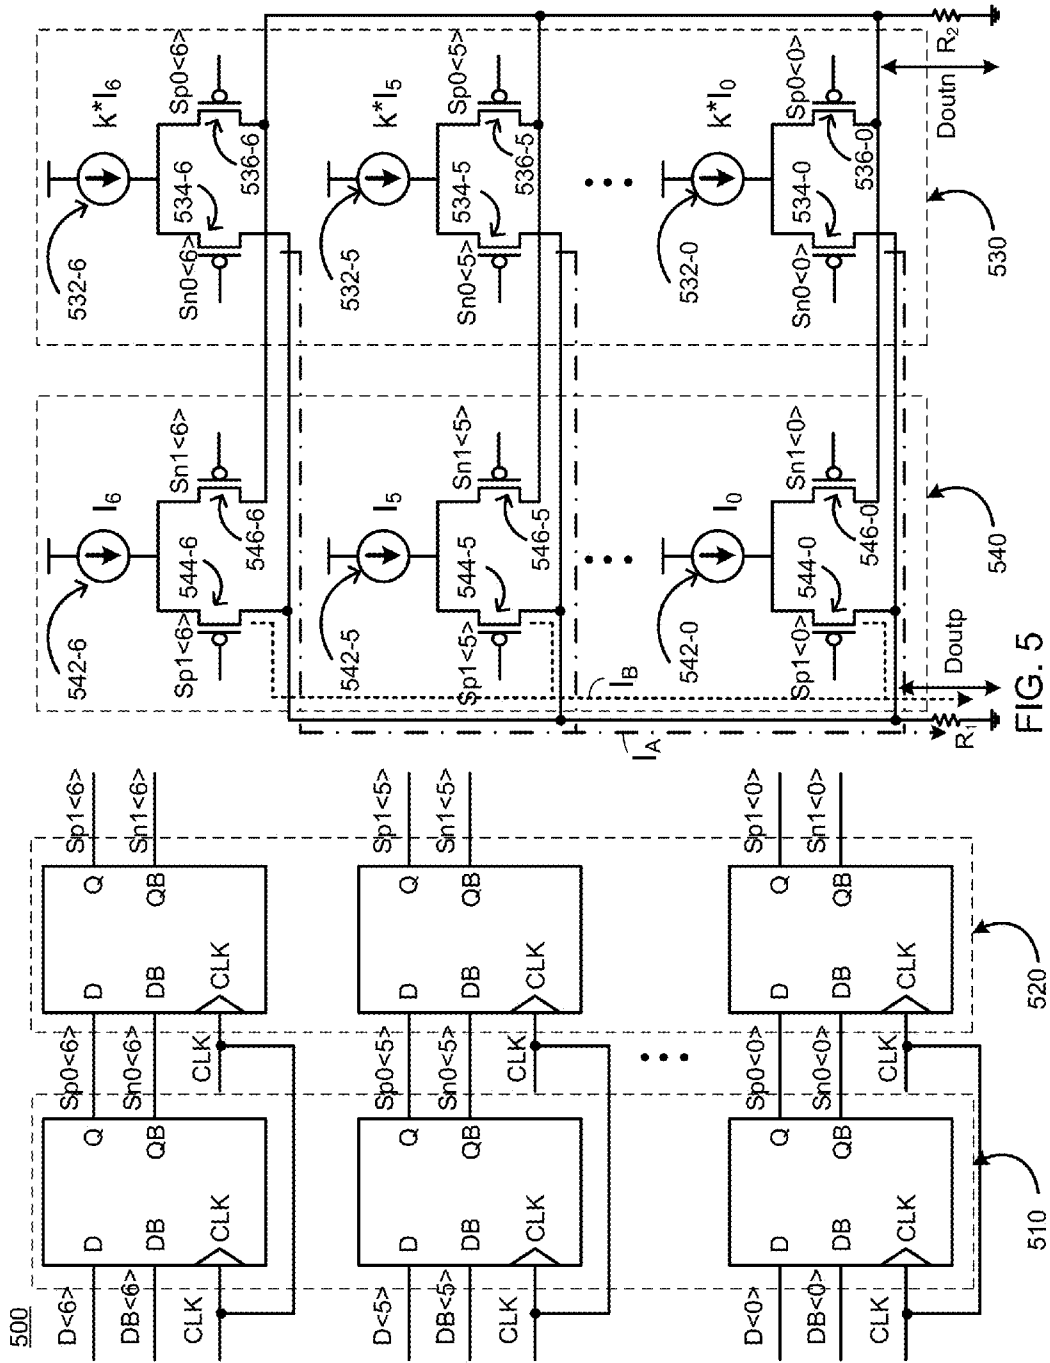 500
D<6>
DB<6>
CLK
D
DB
CLK
Q
QB
Sp0<6>
Sn0<6>
CLK
D
DB
CLK
Q
QB
Sp1<6>
Sn1<6>
D<5>
DB<5>
CLK
D
DB
CLK
Q
QB
Sp0<5>
Sn0<5>
CLK
D
DB
CLK
Q
QB
Sp1<5>
Sn1<5>
D<0>
DB<0>
CLK
D
DB
CLK
Q
QB
Sp0<0>
Sn0<0>
CLK
D
DB
CLK
Q
QB
Sp1<0>
Sn1<0>
510
520
542-6
I6
Sp1<6>
544-6
546-6
Sn1<6>
532-6
k*I6
Sn0<6>
534-6
536-6
Sp0<6>
542-5
I5
Sp1<5>
544-5
546-5
Sn1<5>
532-5
k*I5
Sn0<5>
534-5
536-5
Sp0<5>
542-0
I0
Sp1<0>
544-0
546-0
Sn1<0>
532-0
k*I0
Sn0<0>
534-0
536-0
Sp0<0>
IA
IB
R1
Doutp
540
530
Doutn
R2
FIG. 5